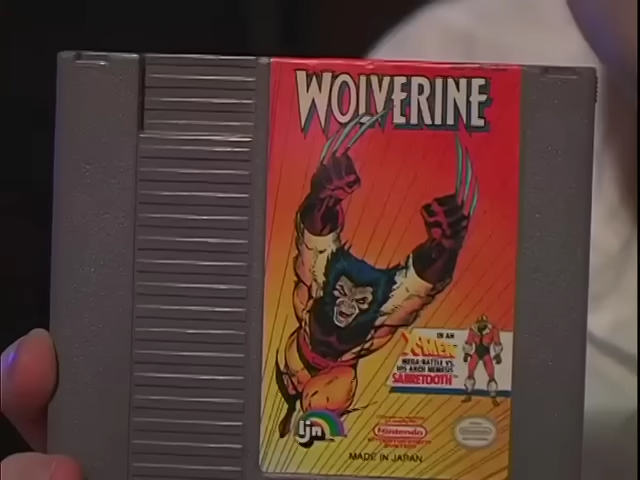 WOLVERINE
IN AN
X-MEN
MEGA-BATTLE VS.
HIS ARCH NEMESIS
SABRETOOTH
ljn
Nintendo
MADE IN JAPAN